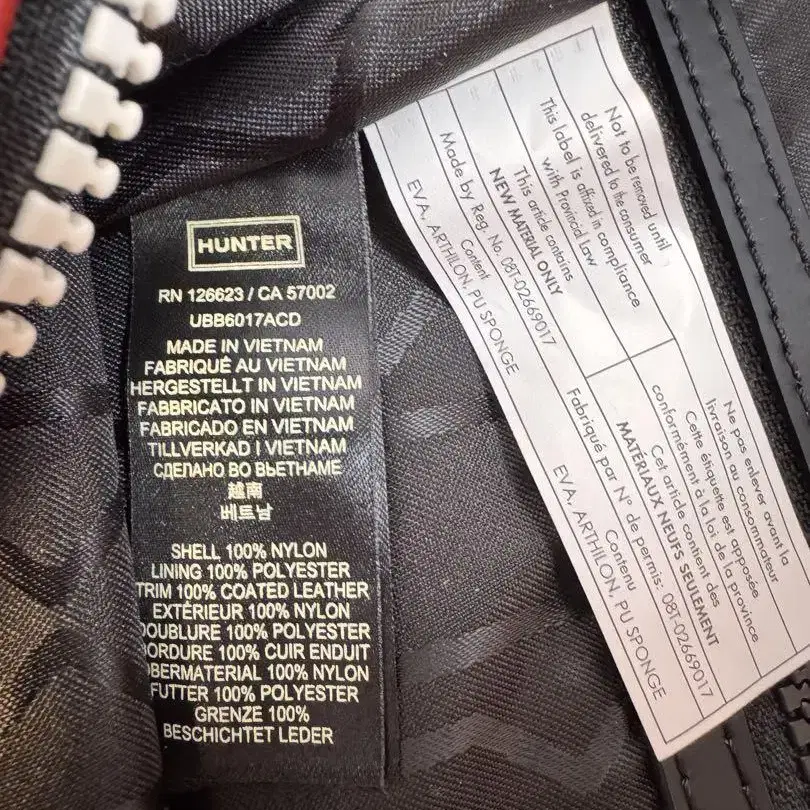 HUNTER
RN 126623 / CA 57002
UBB6017ACD
MADE IN VIETNAM
FABRIQUÉ AU VIETNAM
HERGESTELLT IN VIETNAM
FABBRICATO IN VIETNAM
FABRICADO EN VIETNAM
TILLVERKAD I VIETNAM
СДЕЛАНО ВО ВЬЕТНАМЕ
越南
베트남
SHELL 100% NYLON
LINING 100% POLYESTER
TRIM 100% COATED LEATHER
EXTÉRIEUR 100% NYLON
DOUBLURE 100% POLYESTER
BORDURE 100% CUIR ENDUIT
OBERMATERIAL 100% NYLON
FUTTER 100% POLYESTER
GRENZE 100%
BESCHICHTET LEDER
Not to be removed until
delivered to the consumer
This label is affixed in compliance
with Provincial Law
This article contains
NEW MATERIAL ONLY
Made by Reg. No. 08T-02669017
Content
EVA, ARTHILON, PU SPONGE
Ne pas enlever avant la
livraison au consommateur
Cette étiquette est apposée
conformément à la loi de la province
Cet article contient des
MATÉRIAUX NEUFS SEULEMENT
Fabriqué par N° de permis: 08T-02669017
Contenu
EVA, ARTHILON, PU SPONGE